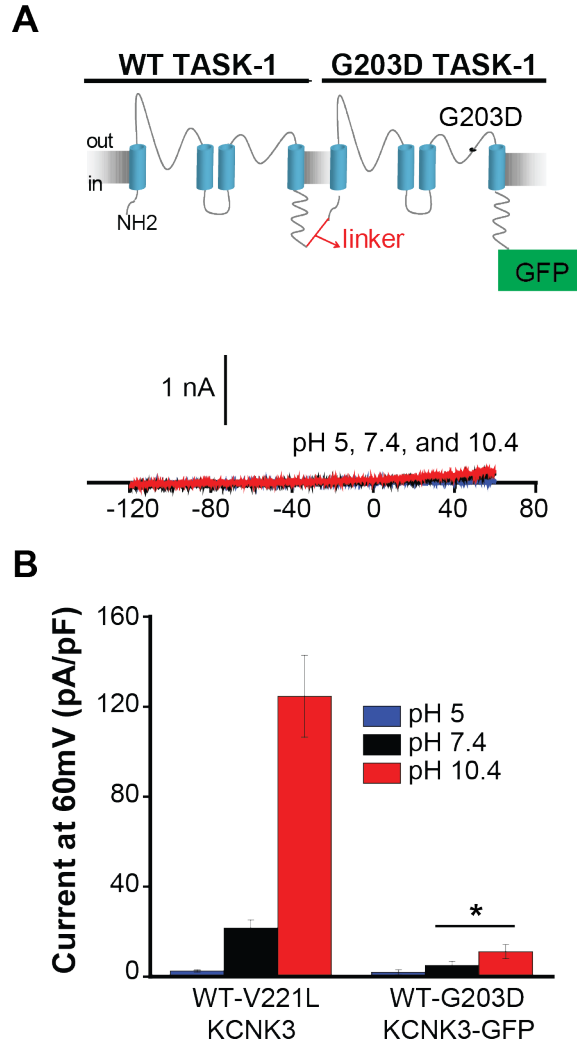 A
WT TASK-1 G203D TASK-1
G203D
out
in
NH2
linker
GFP
1 nA
pH 5, 7.4, and 10.4
-120 -80 -40 0 40 80
B
Current at 60mV (pA/pF)
160
120
80
40
0
pH 5
pH 7.4
pH 10.4
*
WT-V221L WT-G203D
KCNK3 KCNK3-GFP